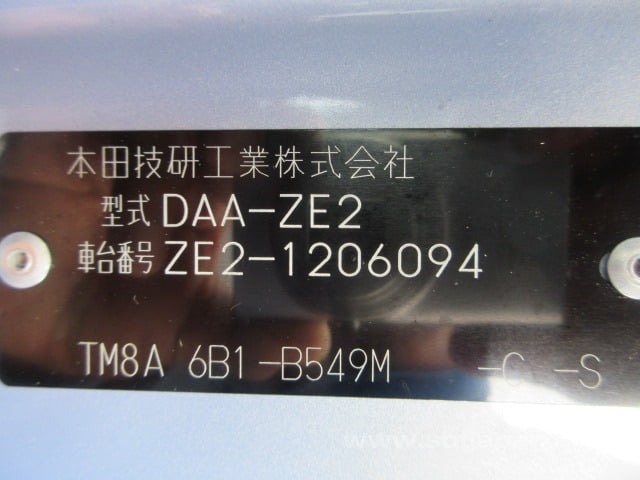 本田技研工業株式会社
型式 DAA-ZE2
車台番号 ZE2-1206094
TM8A 6B1-B549M -C -S